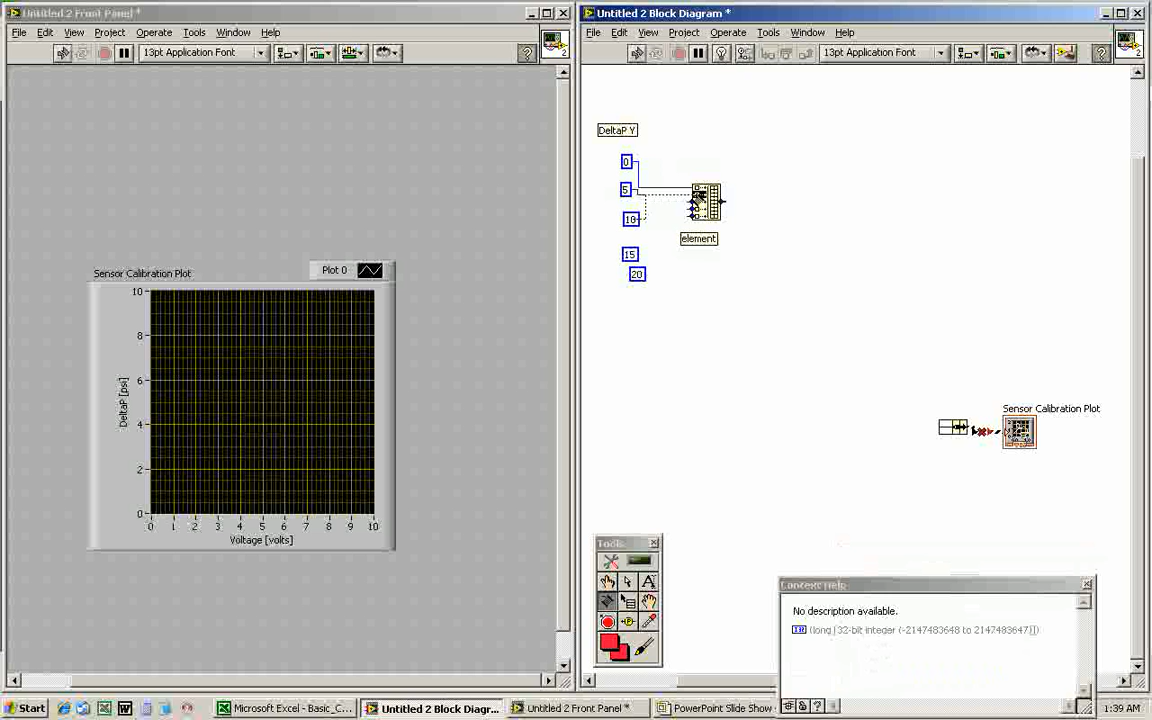 Untitled 2 Front Panel *
File Edit View Project Operate Tools Window Help
13pt Application Font
?
2
Sensor Calibration Plot
Plot 0
10
8
6
4
2
0
DeltaP [psi]
0 1 2 3 4 5 6 7 8 9 10
Voltage [volts]
Untitled 2 Block Diagram *
File Edit View Project Operate Tools Window Help
13pt Application Font
?
2
DeltaP Y
0
5
10
15
20
element
Sensor Calibration Plot
Tools
A
P
Context Help
No description available.
(long [32-bit integer (-2147483648 to 2147483647)])
?
Start
W
Microsoft Excel - Basic_C...
Untitled 2 Block Diagr...
Untitled 2 Front Panel *
PowerPoint Slide Show -
1:39 AM